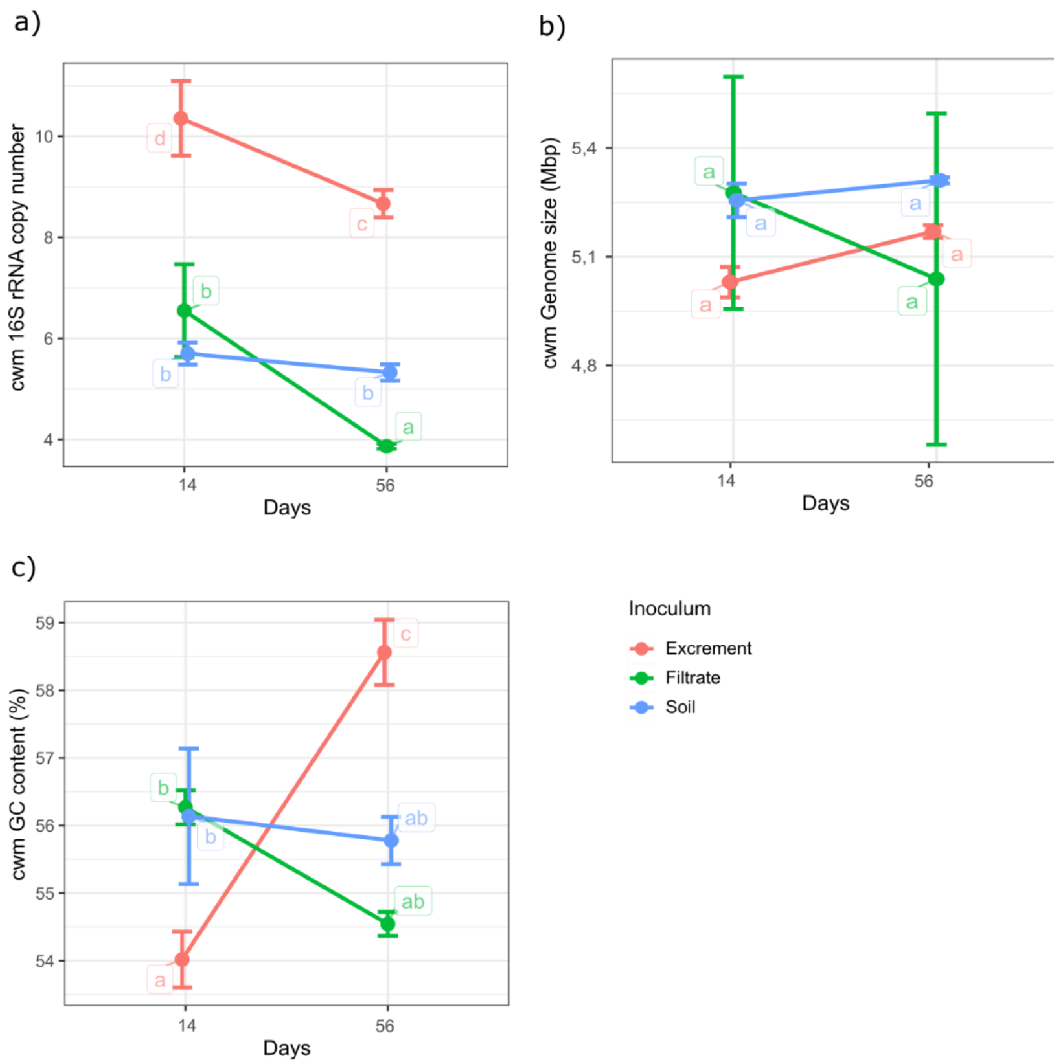 a)
cwm 16S rRNA copy number
10
8
6
4
d
c
b
b
b
a
14
56
Days
b)
cwm Genome size (Mbp)
5,4
5,1
4,8
a
a
a
a
a
a
14
56
Days
c)
cwm GC content (%)
59
58
57
56
55
54
c
b
b
ab
ab
a
14
56
Days
Inoculum
Excrement
Filtrate
Soil